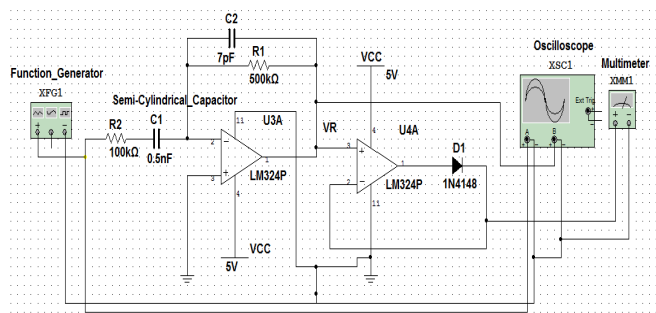 C2
7pF
R1
500kΩ
Function_Generator
XFG1
Semi-Cylindrical_Capacitor
R2
100kΩ
C1
0.5nF
U3A
11
2
3
1
4
LM324P
VCC
5V
VR
VCC
5V
U4A
4
3
2
1
11
LM324P
D1
1N4148
Oscilloscope
XSC1
Ext Trig
A
B
Multimeter
XMM1